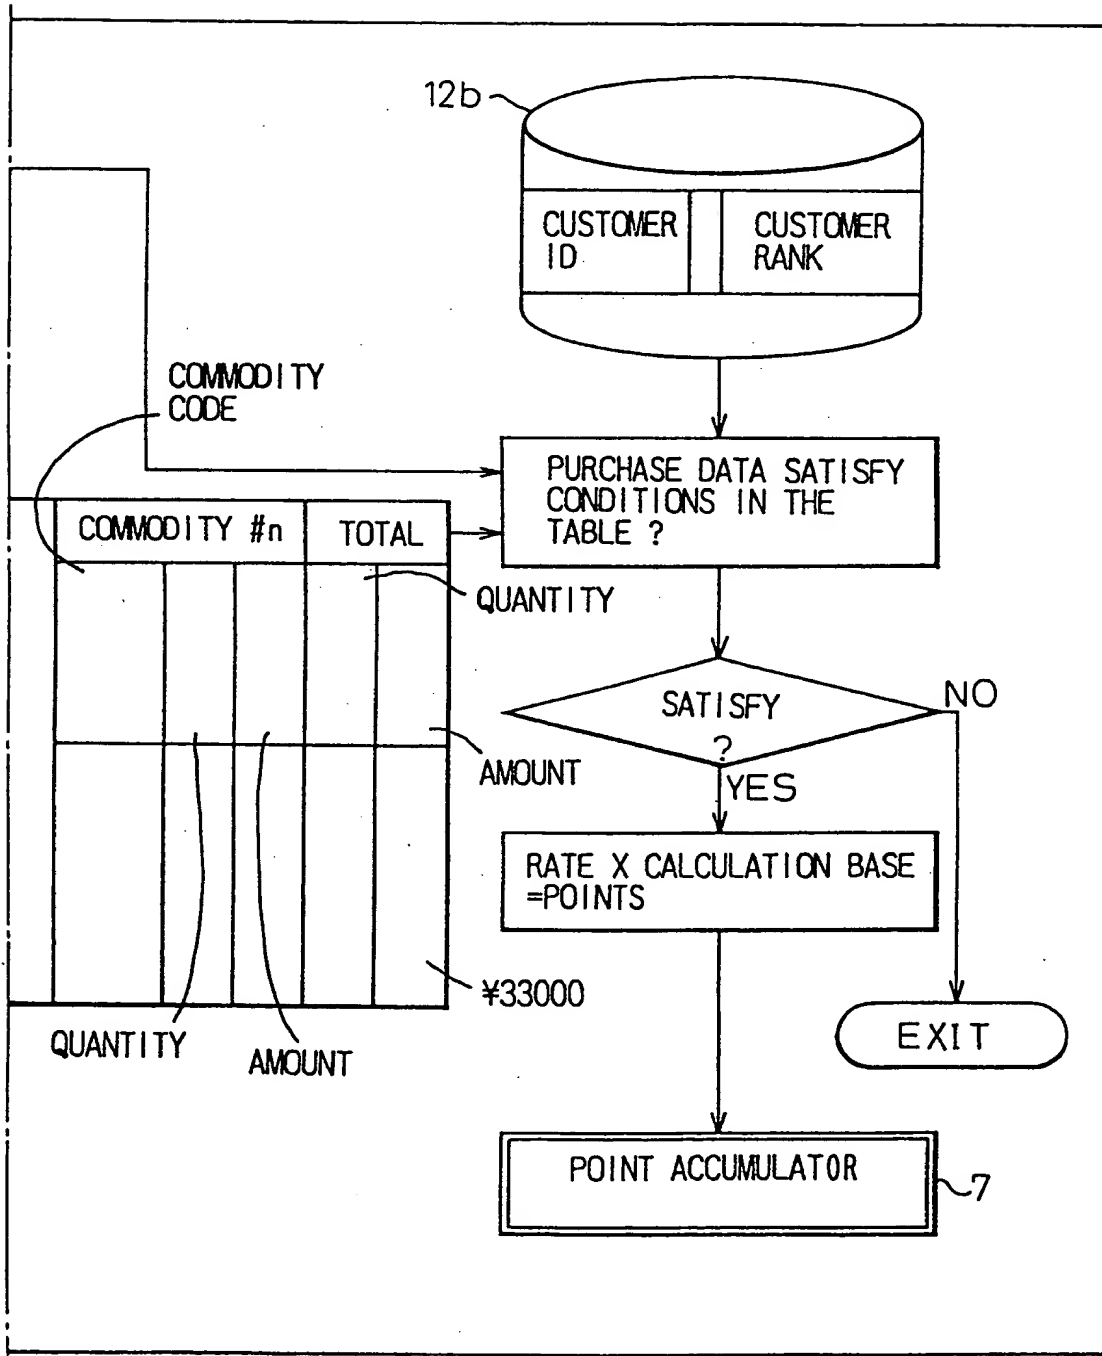 12b
CUSTOMER
ID
CUSTOMER
RANK
COMMODITY
CODE
PURCHASE DATA SATISFY
CONDITIONS IN THE
TABLE ?
COMMODITY #n
TOTAL
QUANTITY
SATISFY
?
NO
AMOUNT
YES
RATE X CALCULATION BASE
=POINTS
¥33000
QUANTITY
AMOUNT
EXIT
POINT ACCUMULATOR
7